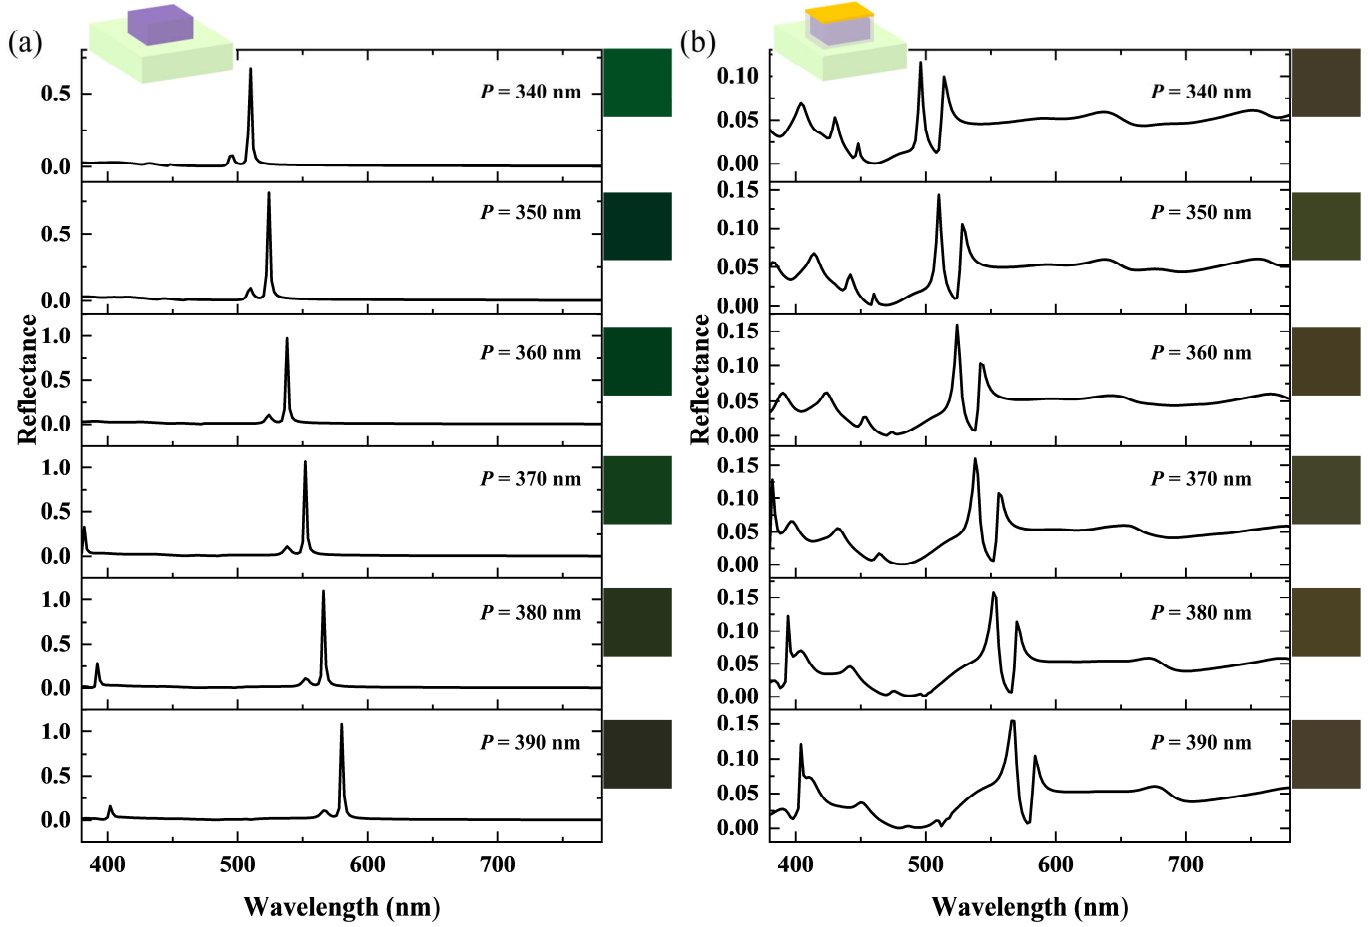 (a)
P = 340 nm
0.5
0.0
P = 350 nm
0.5
0.0
P = 360 nm
1.0
0.5
0.0
P = 370 nm
1.0
0.5
0.0
P = 380 nm
1.0
0.5
0.0
P = 390 nm
1.0
0.5
0.0
Reflectance
400 500 600 700
Wavelength (nm)
(b)
P = 340 nm
0.10
0.05
0.00
P = 350 nm
0.15
0.10
0.05
0.00
P = 360 nm
0.15
0.10
0.05
0.00
P = 370 nm
0.15
0.10
0.05
0.00
P = 380 nm
0.15
0.10
0.05
0.00
P = 390 nm
0.15
0.10
0.05
0.00
Reflectance
400 500 600 700
Wavelength (nm)